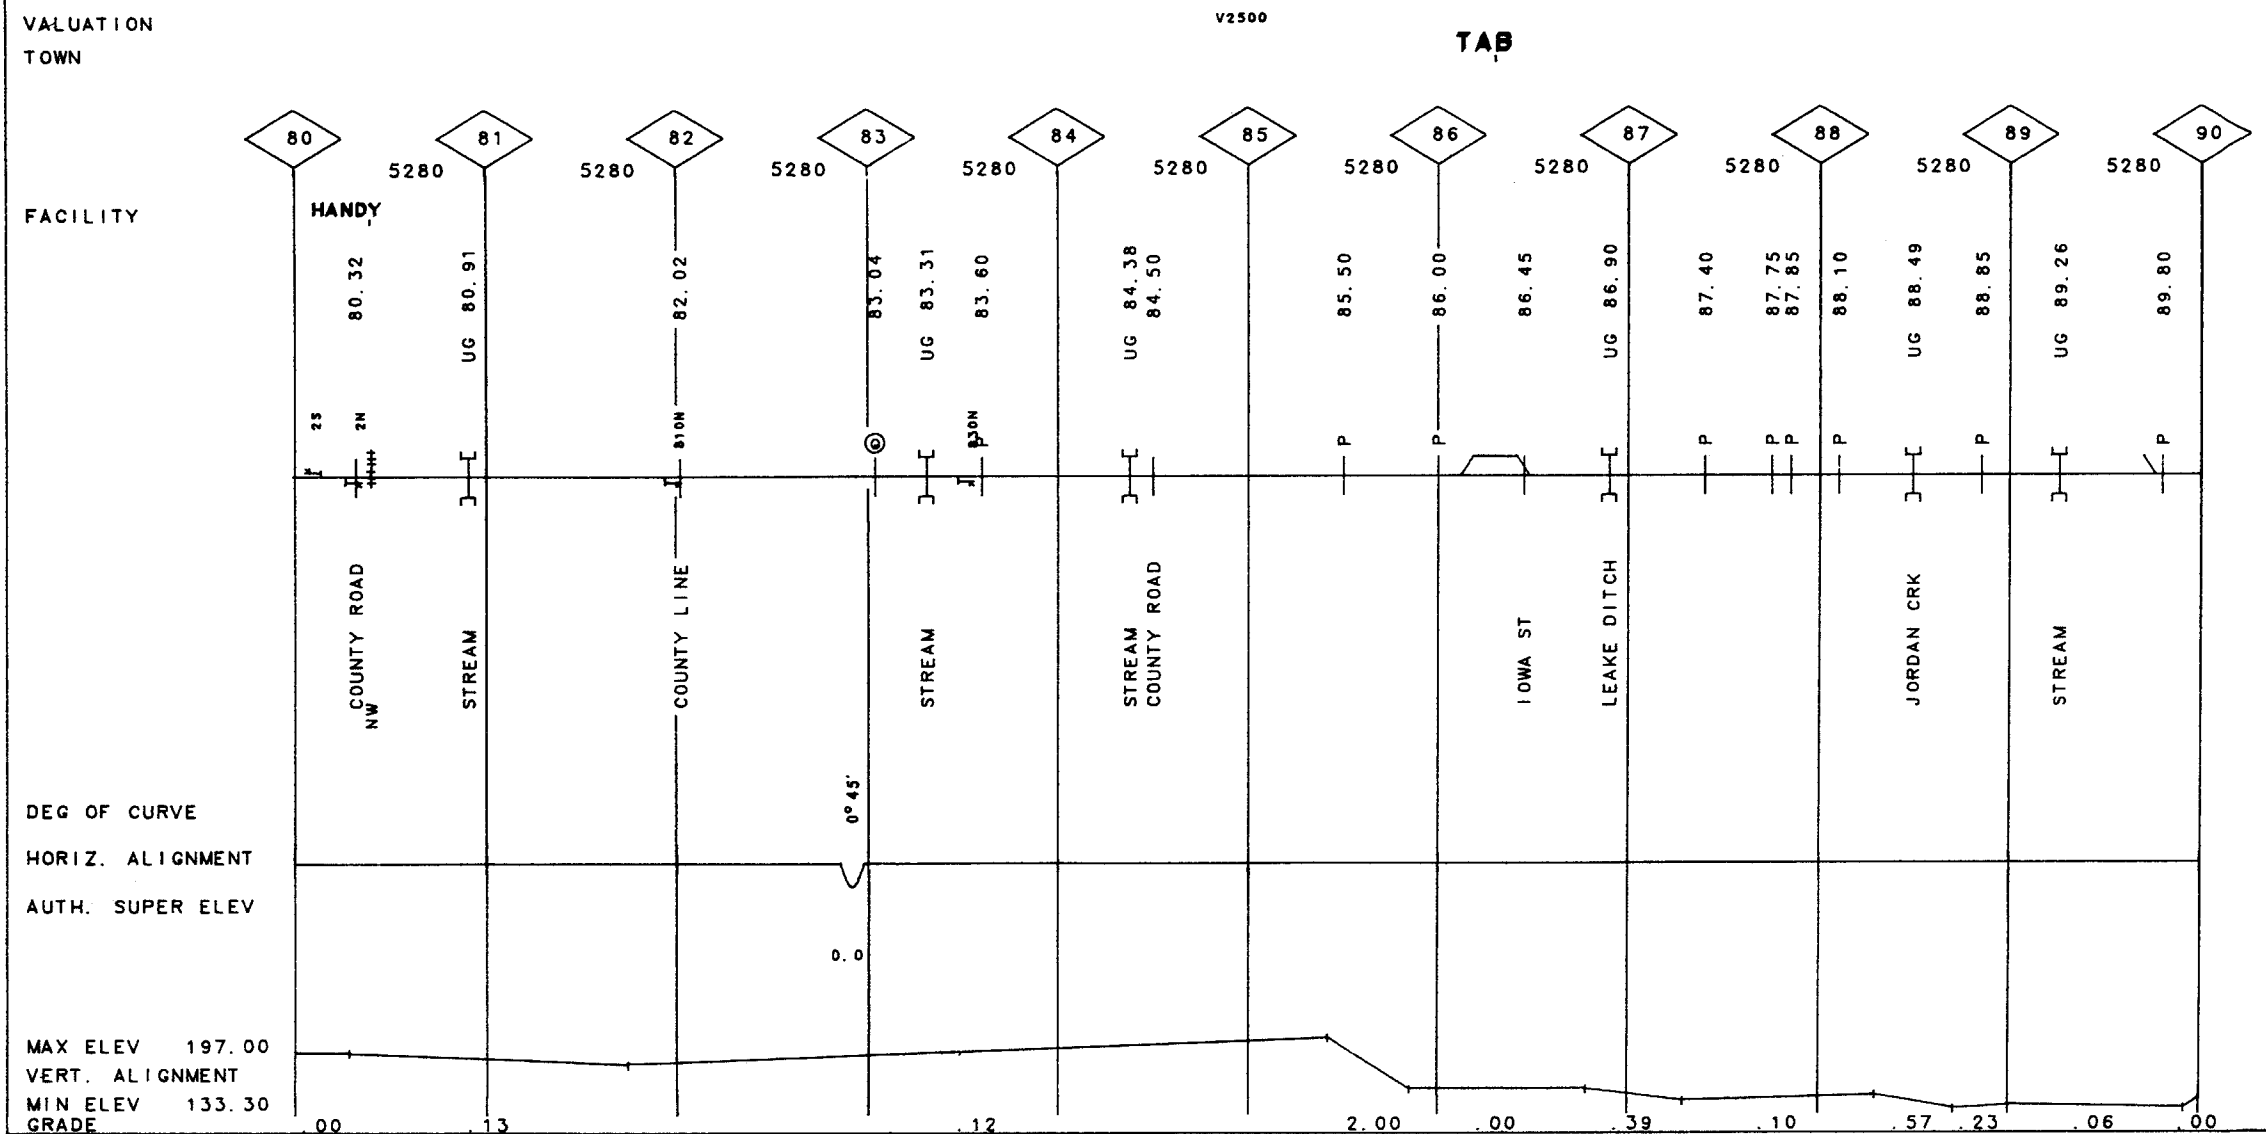 VALUATION
V2500
TOWN
TAB
80 81 82 83 84 85 86 87 88 89 90
5280 5280 5280 5280 5280 5280 5280 5280 5280 5280
FACILITY
HANDY
80.32
UG 80.91
82.02
83.04
UG 83.31
83.60
UG 84.38
84.50
85.50
86.00
86.45
UG 86.90
87.40
87.75
87.85
88.10
UG 88.49
88.85
UG 89.26
89.80
2S
2N
810N
830N
P P P P P P P P P
COUNTY ROAD
NW
STREAM
COUNTY LINE
STREAM
STREAM
COUNTY ROAD
IOWA ST
LEAKE DITCH
JORDAN CRK
STREAM
DEG OF CURVE
0°45'
HORIZ. ALIGNMENT
AUTH. SUPER ELEV
0.0
MAX ELEV 197.00
VERT. ALIGNMENT
MIN ELEV 133.30
GRADE .00 .13 .12 2.00 .00 .39 .10 .57 .23 .06 .00